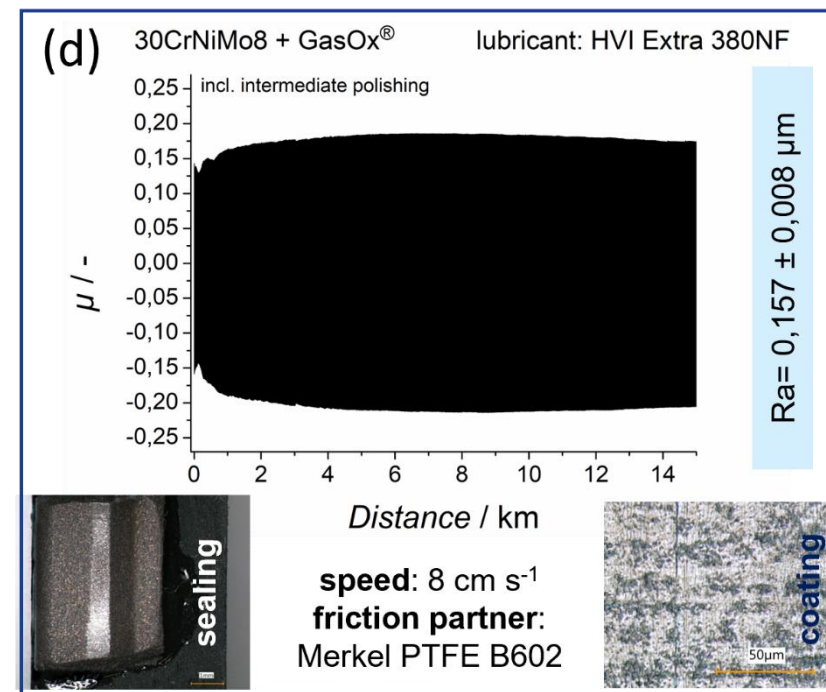 (d)
30CrNiMo8 + GasOx® lubricant: HVI Extra 380NF
incl. intermediate polishing
0,25
0,20
0,15
0,10
0,05
0,00
-0,05
-0,10
-0,15
-0,20
-0,25
μ / -
0 2 4 6 8 10 12 14
Distance / km
Ra= 0,157 ± 0,008 µm
sealing
1mm
speed: 8 cm s⁻¹
friction partner:
Merkel PTFE B602
coating
50µm